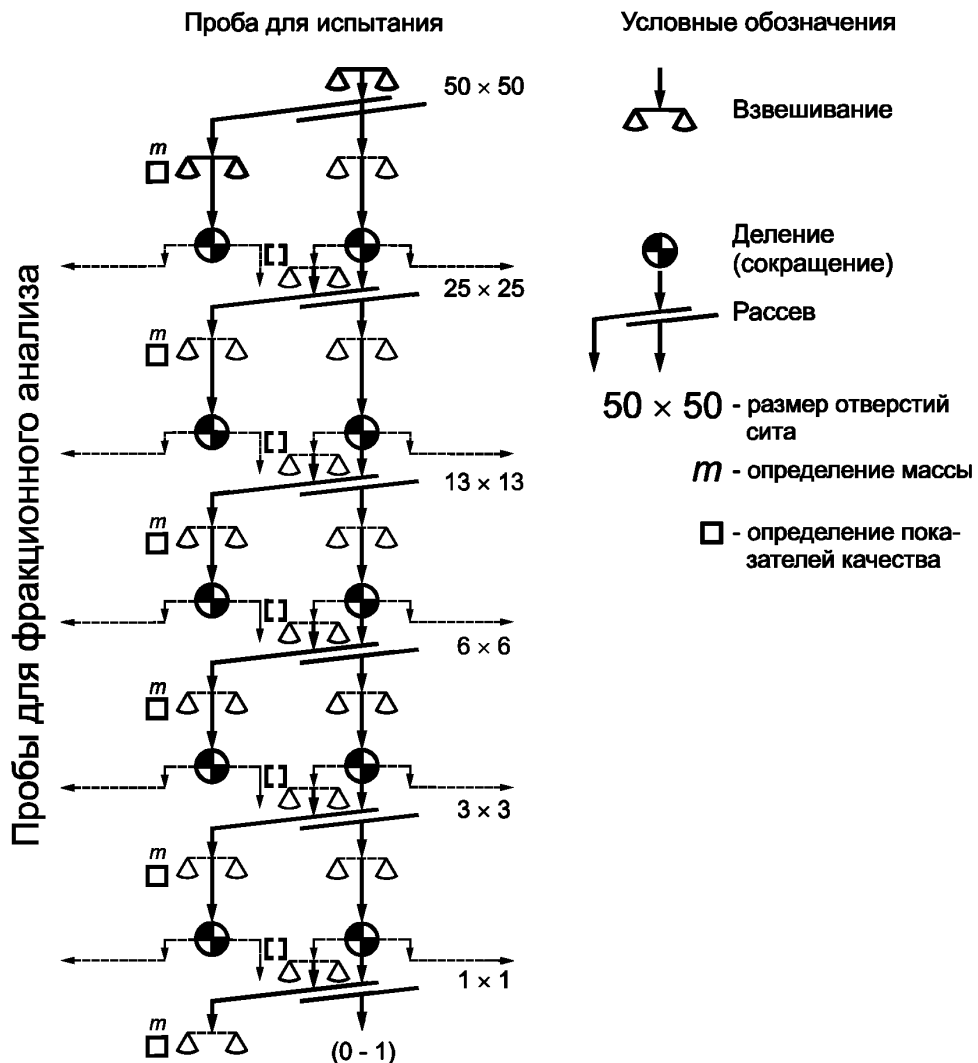 Проба для испытания
Условные обозначения
50 × 50
Взвешивание
m
Деление
(сокращение)
25 × 25
Рассев
m
50 × 50 - размер отверстий
сита
13 × 13
m - определение массы
m
- определение пока-
зателей качества
6 × 6
m
3 × 3
m
1 × 1
m
(0 - 1)
Пробы для фракционного анализа